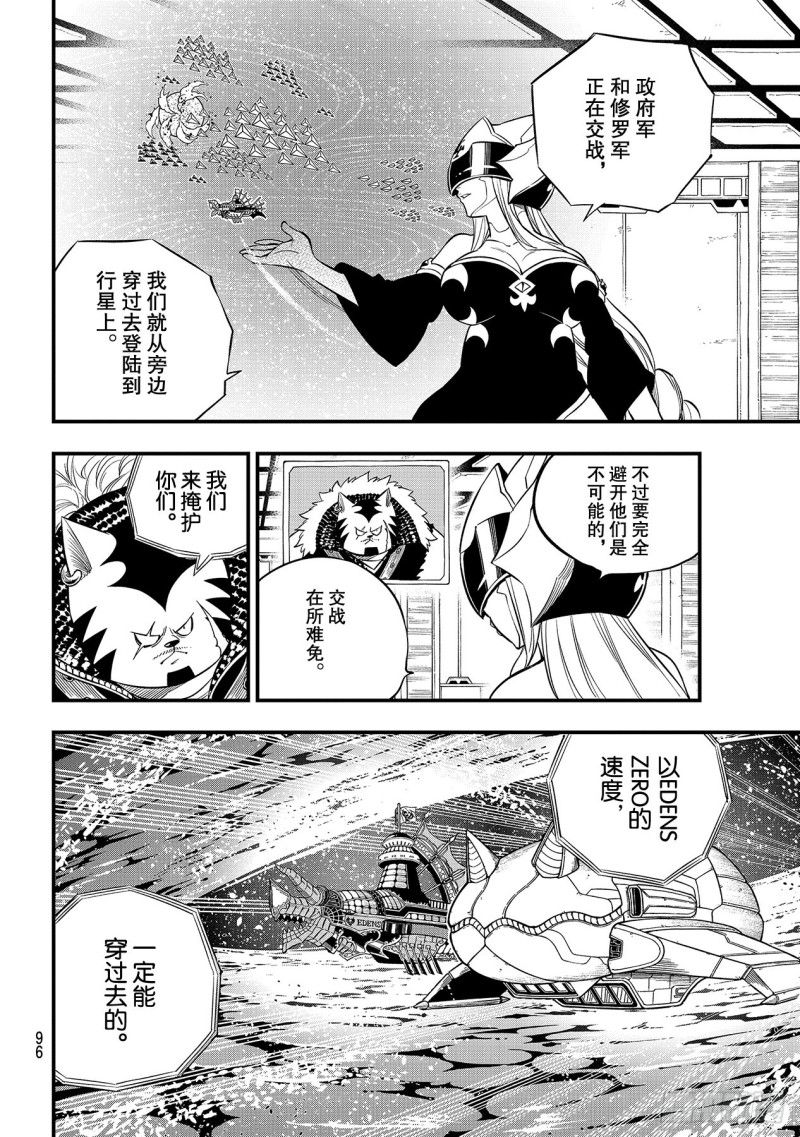 政府军
和修罗军
正在交战，
我们就从旁边
穿过去登陆到
行星上。
不过要完全
避开他们是
不可能的，
交战
在所难免。
我们
来掩护
你们。
以EDENS
ZERO的
速度，
EDENS
一定能
穿过去的。
96